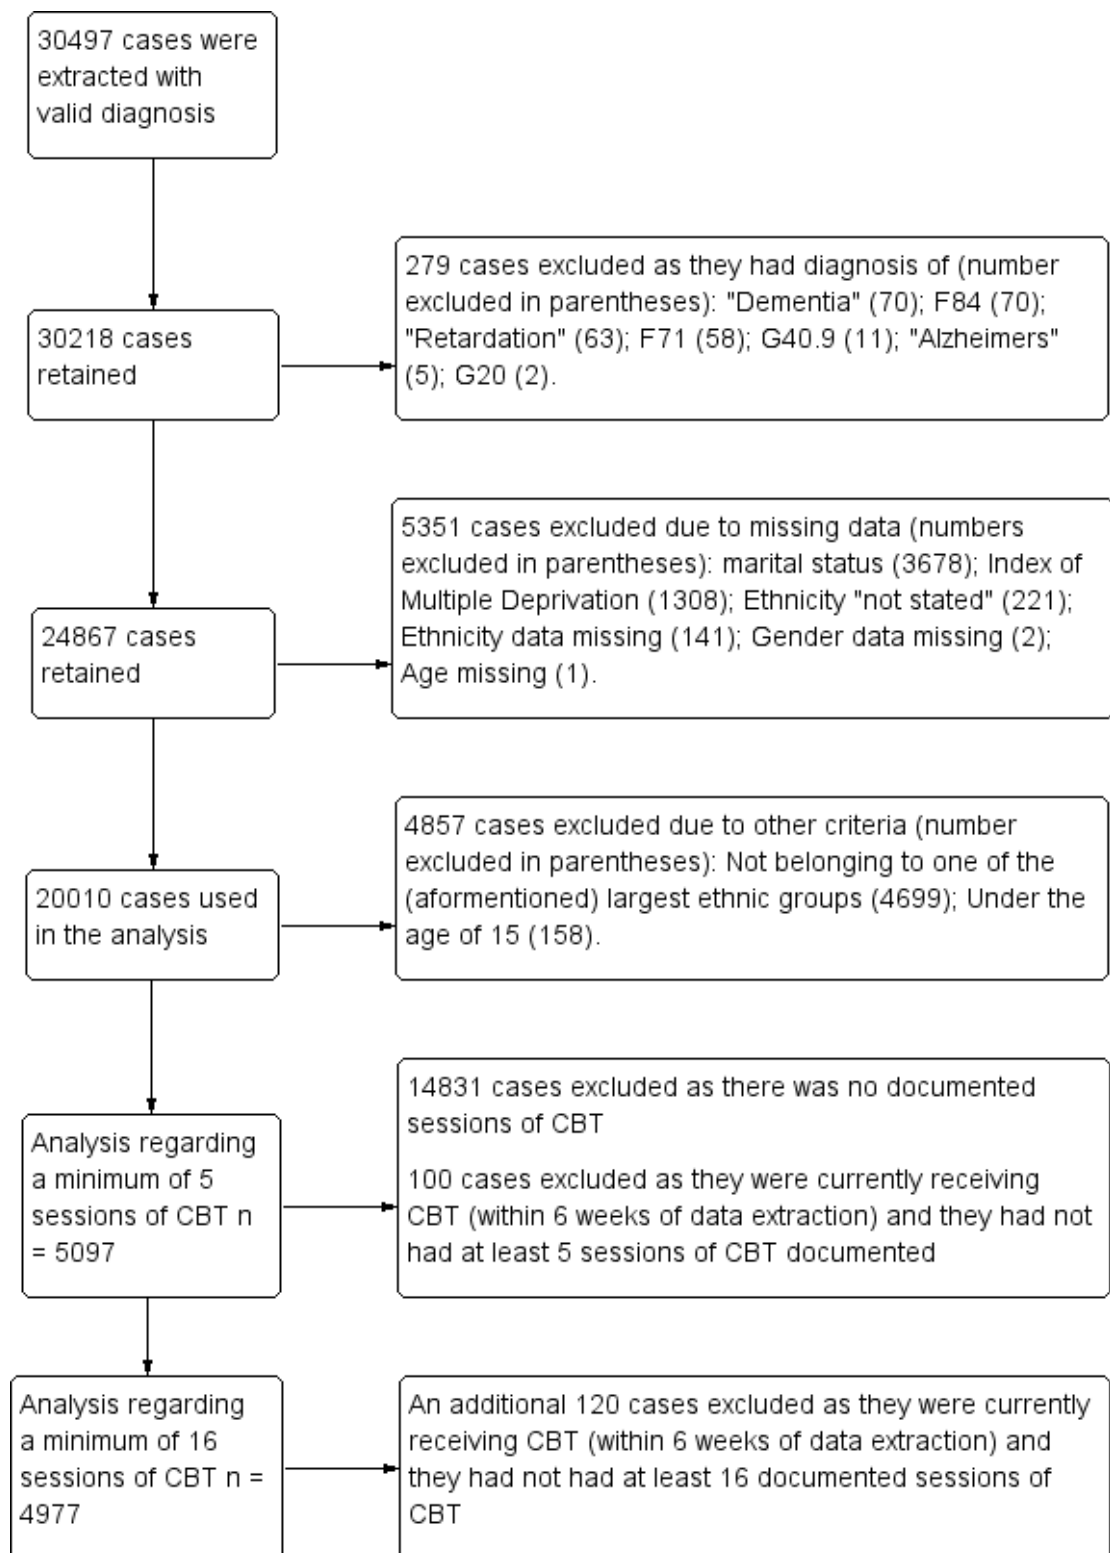 30497 cases were
extracted with
valid diagnosis
279 cases excluded as they had diagnosis of (number
excluded in parentheses): "Dementia" (70); F84 (70);
"Retardation" (63); F71 (58); G40.9 (11); "Alzheimers"
(5); G20 (2).
30218 cases
retained
5351 cases excluded due to missing data (numbers
excluded in parentheses): marital status (3678); Index of
Multiple Deprivation (1308); Ethnicity "not stated" (221);
Ethnicity data missing (141); Gender data missing (2);
Age missing (1).
24867 cases
retained
4857 cases excluded due to other criteria (number
excluded in parentheses): Not belonging to one of the
(aformentioned) largest ethnic groups (4699); Under the
age of 15 (158).
20010 cases used
in the analysis
14831 cases excluded as there was no documented
sessions of CBT
100 cases excluded as they were currently receiving
CBT (within 6 weeks of data extraction) and they had not
had at least 5 sessions of CBT documented
Analysis regarding
a minimum of 5
sessions of CBT n
= 5097
An additional 120 cases excluded as they were currently
receiving CBT (within 6 weeks of data extraction) and
they had not had at least 16 documented sessions of
CBT
Analysis regarding
a minimum of 16
sessions of CBT n =
4977